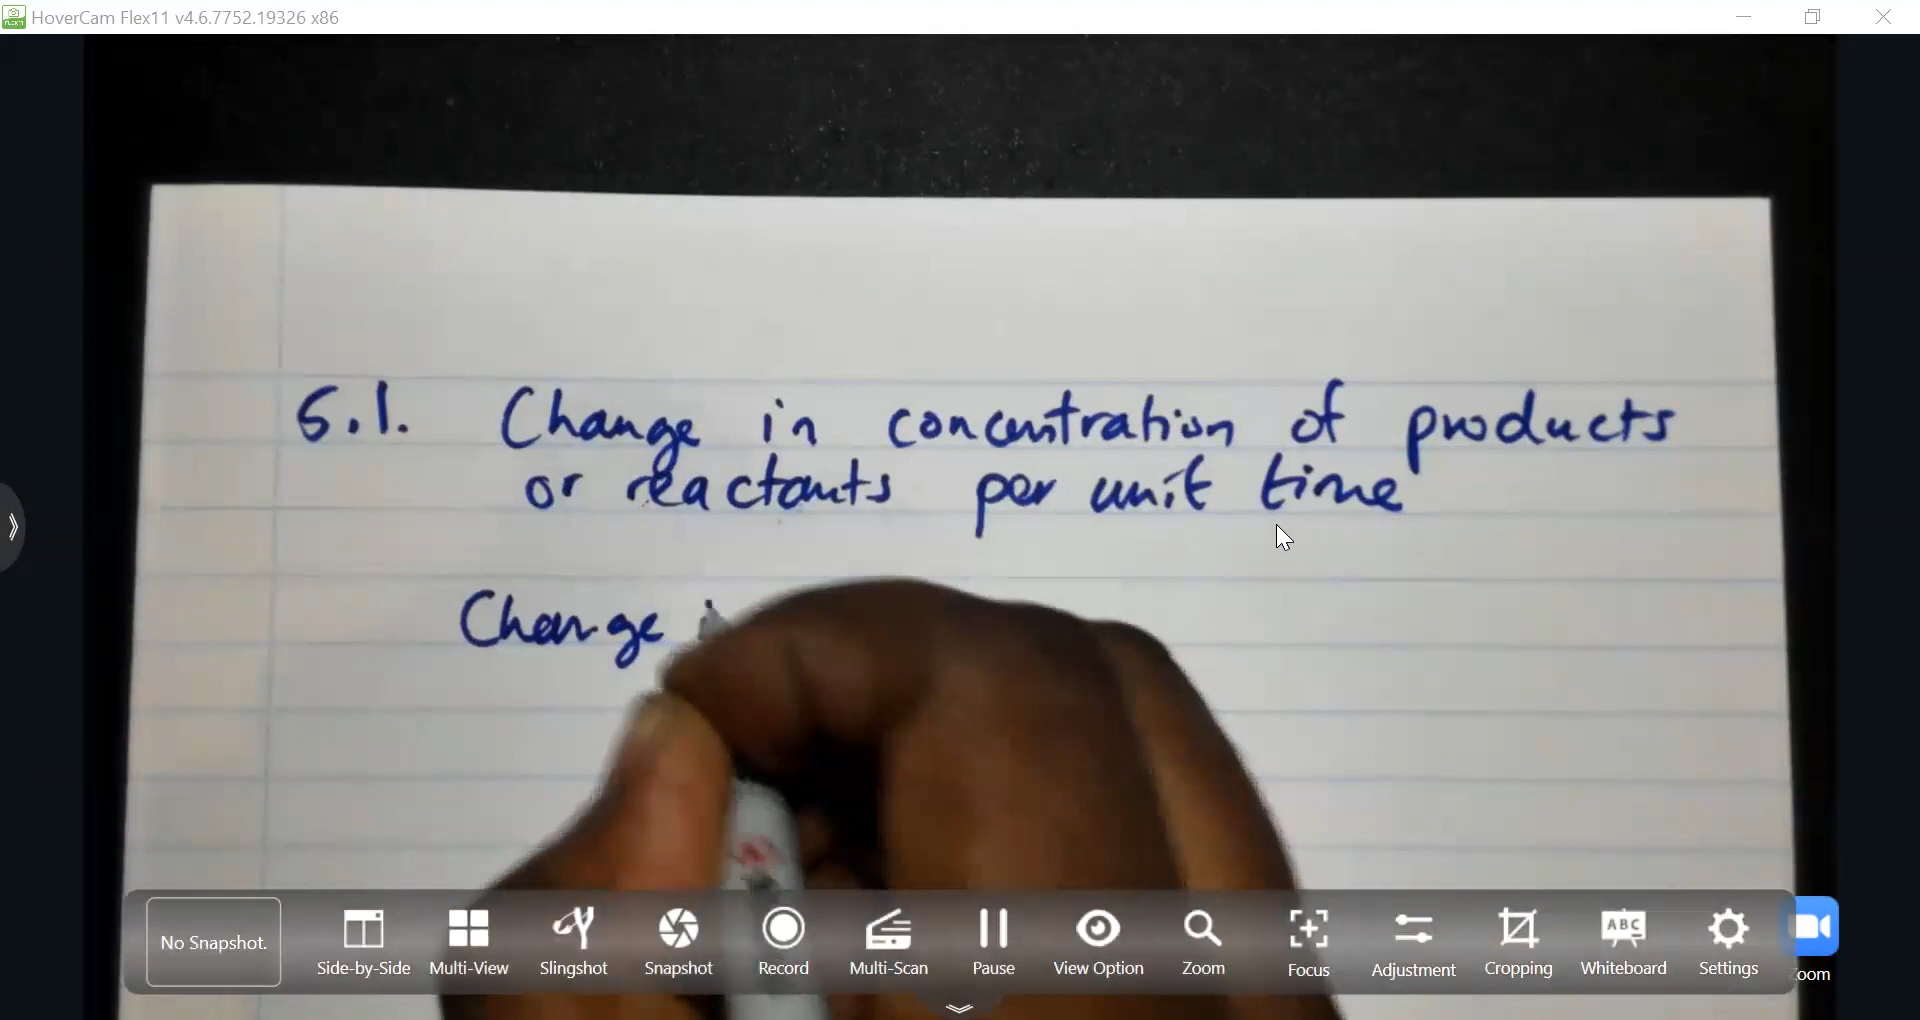 HoverCam Flex11 v4.6.7752.19326 x86
5.1. Change in concentration of products
or reactants per unit time
Change
No Snapshot.
Side-by-Side Multi-View Slingshot Snapshot Record Multi-Scan Pause View Option Zoom Focus Adjustment Cropping ABC Whiteboard Settings Zoom